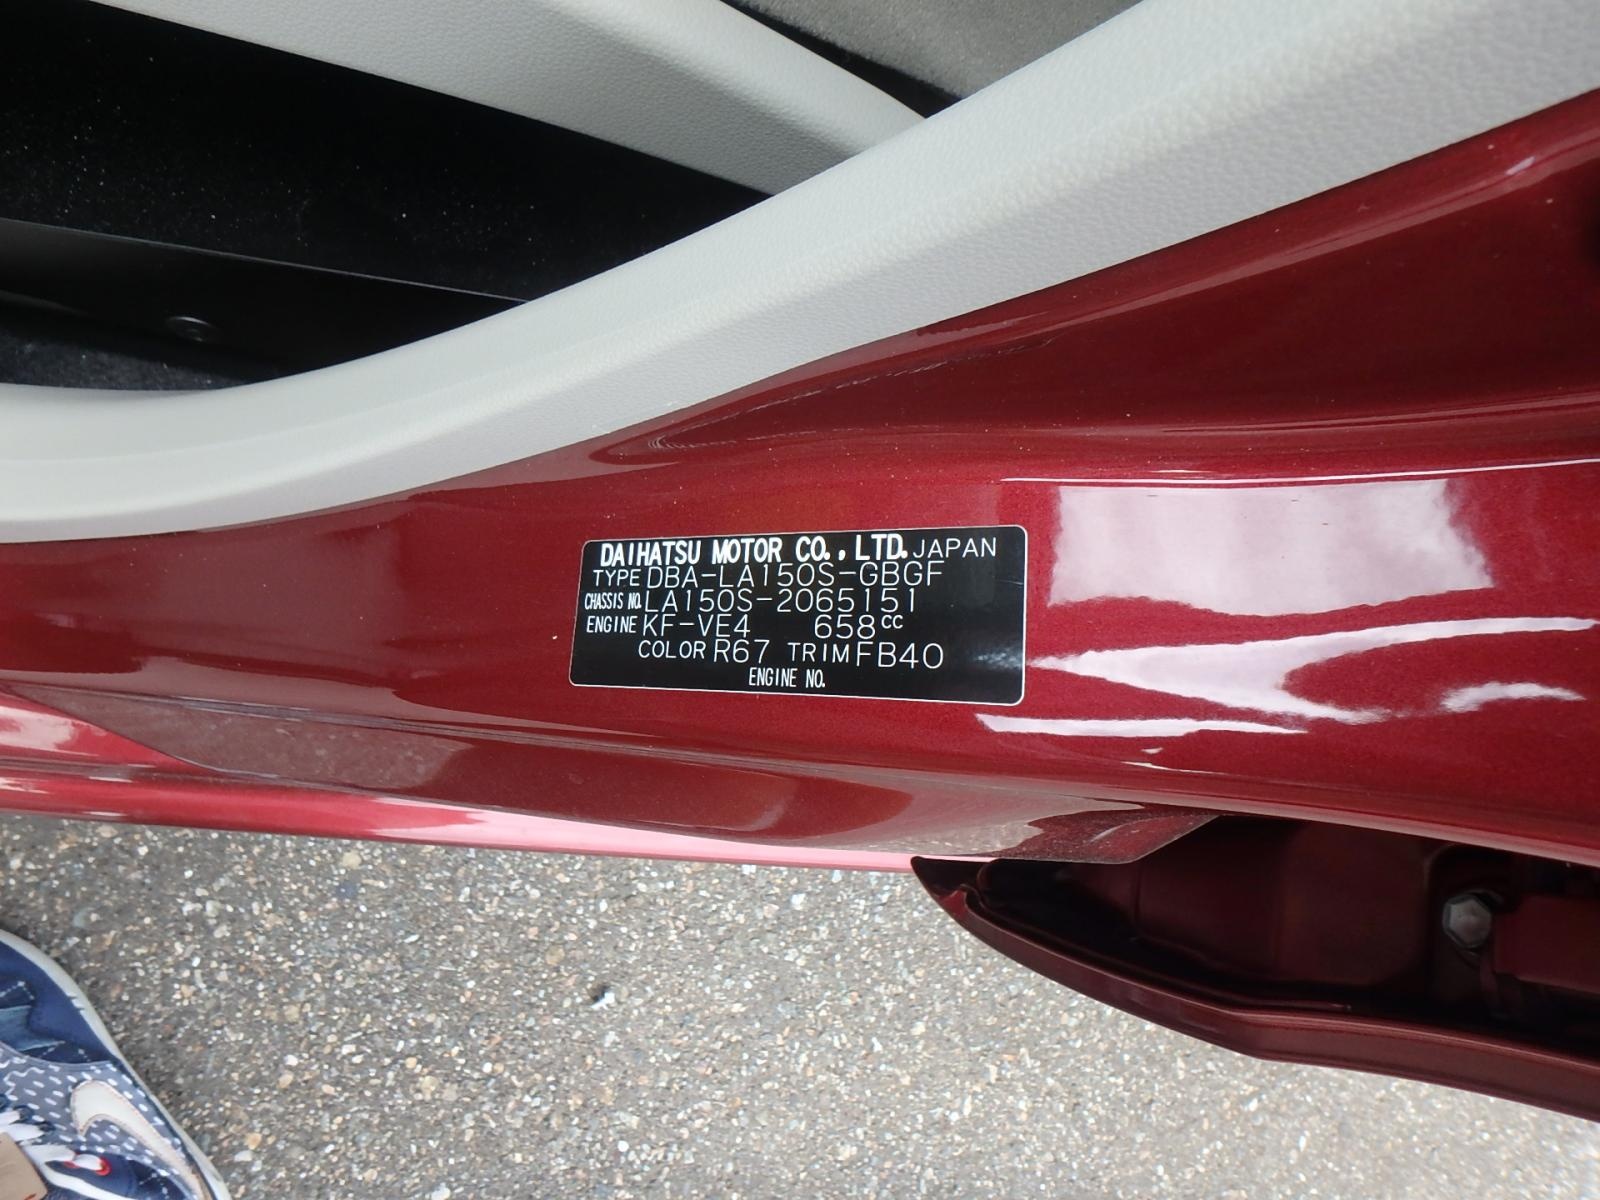 DAIHATSU MOTOR CO., LTD. JAPAN
TYPE DBA-LA150S-GBGF
CHASSIS NO. LA150S-2065151
ENGINE KF-VE4 658CC
COLOR R67 TRIM FB40
ENGINE NO.